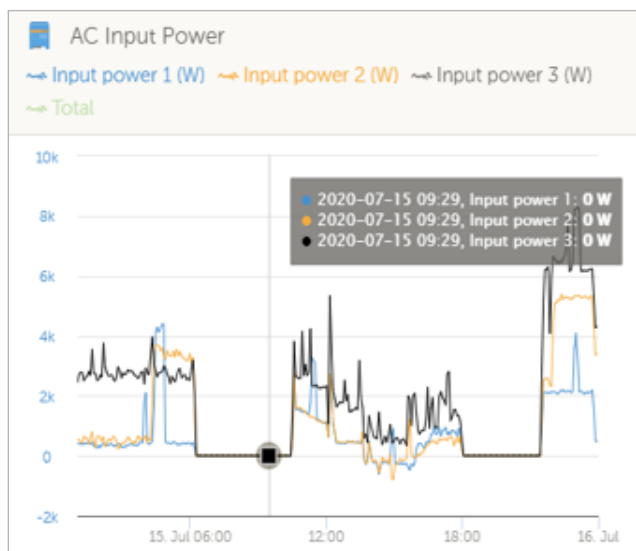 AC Input Power
Input power 1 (W) Input power 2 (W) Input power 3 (W)
Total
10k
2020-07-15 09:29, Input power 1: 0 W
8k
2020-07-15 09:29, Input power 2: 0 W
2020-07-15 09:29, Input power 3: 0 W
6k
4k
2k
0
-2k
15. Jul 06:00 12:00 18:00 16. Jul